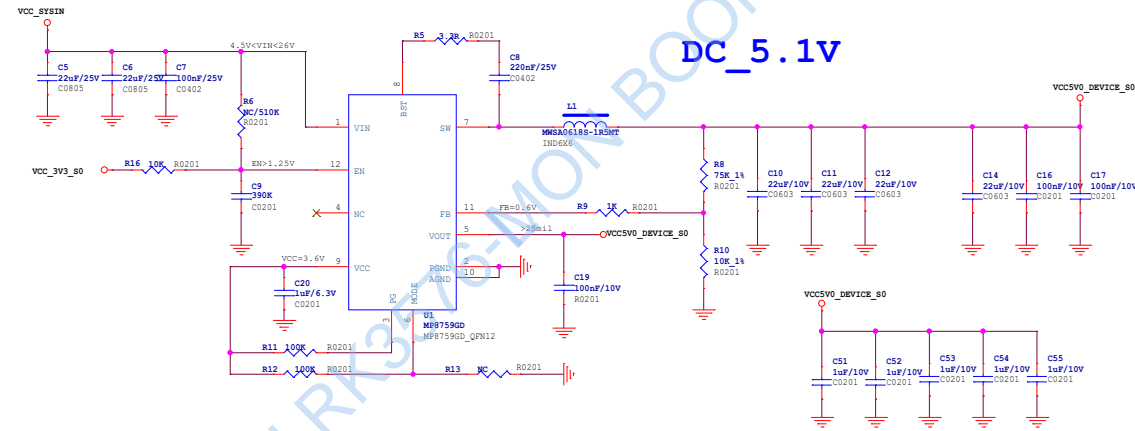 VCC_SYSIN
DC_5.1V
4.5V<VIN<26V
R5 3.3R R0201
C8
220nF/25V
C0402
C5
22uF/25V
C0805
C6
22uF/25V
C0805
C7
100nF/25V
C0402
R6
NC/510K
R0201
8
BST
1 VIN
SW 7
L1
MWSA0618S-1R5MT
IND6X6
VCC5V0_DEVICE_S0
VCC_3V3_S0
R16 10K R0201
EN>1.25V
12 EN
C9
390K
C0201
4 NC
FB 11
FB=0.6V
R9 1K R0201
R8
75K_1%
R0201
C10
22uF/10V
C0603
C11
22uF/10V
C0603
C12
22uF/10V
C0603
C14
22uF/10V
C0603
C16
100nF/10V
C0201
C17
100nF/10V
C0201
VOUT 5
>25mil
VCC5V0_DEVICE_S0
R10
10K_1%
R0201
VCC=3.6V
9 VCC
PGND 2
AGND 10
C20
1uF/6.3V
C0201
C19
100nF/10V
R0201
PG
3
MODE
6
U1
MP8759GD
MP8759GD_QFN12
R11 100K R0201
R12 100K R0201
R13 NC R0201
VCC5V0_DEVICE_S0
C51
1uF/10V
C0201
C52
1uF/10V
C0201
C53
1uF/10V
C0201
C54
1uF/10V
C0201
C55
1uF/10V
C0201
RK3576-MON BOO